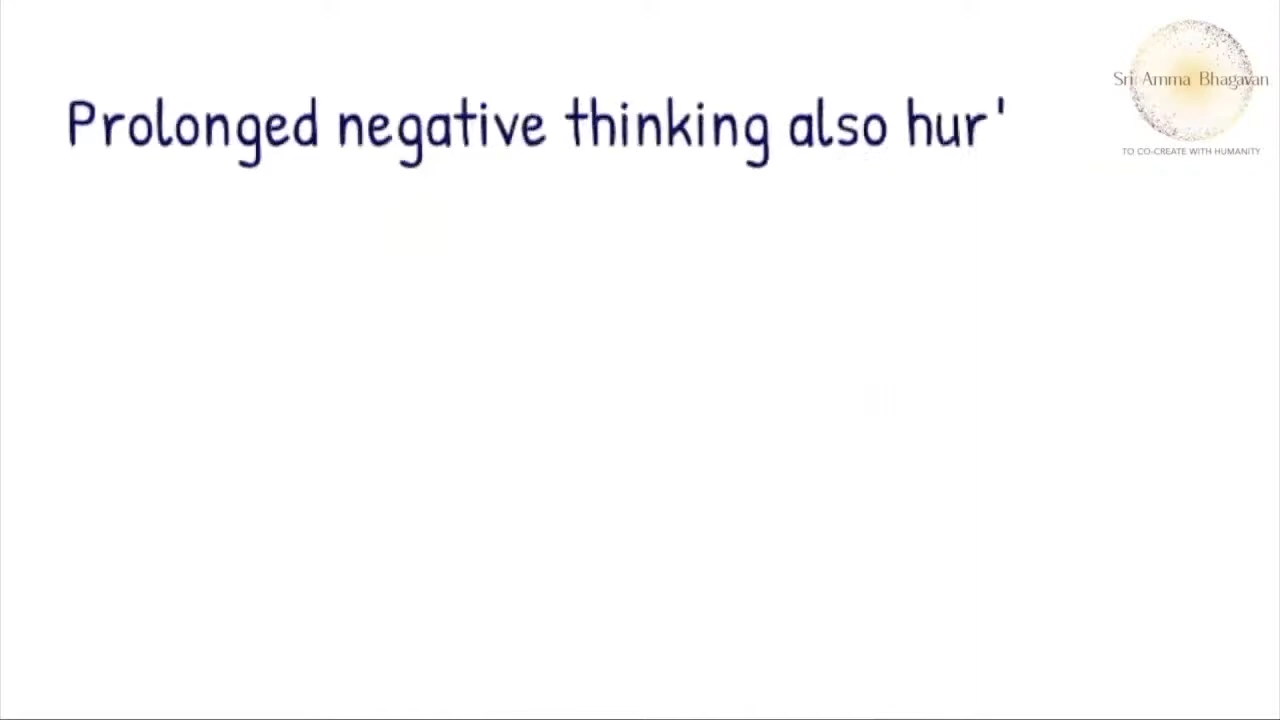 Prolonged negative thinking also hur'
Sri Amma Bhagavan
TO CO-CREATE WITH HUMANITY